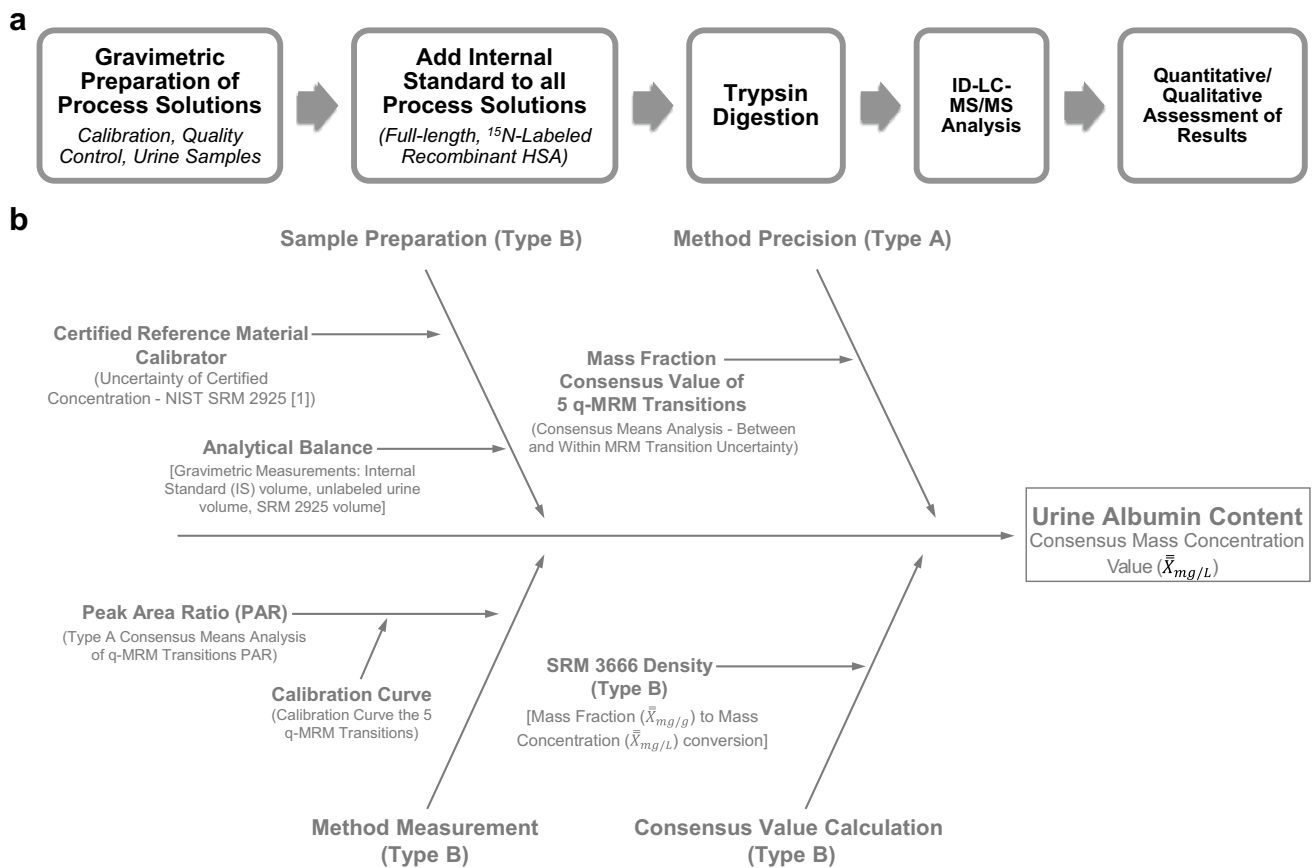 a
Gravimetric
Preparation of
Process Solutions
Calibration, Quality
Control, Urine Samples
Add Internal
Standard to all
Process Solutions
(Full-length, ¹⁵N-Labeled
Recombinant HSA)
Trypsin
Digestion
ID-LC-
MS/MS
Analysis
Quantitative/
Qualitative
Assessment of
Results
b
Sample Preparation (Type B)
Method Precision (Type A)
Certified Reference Material
Calibrator
(Uncertainty of Certified
Concentration - NIST SRM 2925 [1])
Analytical Balance
[Gravimetric Measurements: Internal
Standard (IS) volume, unlabeled urine
volume, SRM 2925 volume]
Mass Fraction
Consensus Value of
5 q-MRM Transitions
(Consensus Means Analysis - Between
and Within MRM Transition Uncertainty)
Urine Albumin Content
Consensus Mass Concentration
Value (X̿mg/L)
Peak Area Ratio (PAR)
(Type A Consensus Means Analysis
of q-MRM Transitions PAR)
Calibration Curve
(Calibration Curve the 5
q-MRM Transitions)
SRM 3666 Density
(Type B)
[Mass Fraction (X̿mg/g) to Mass
Concentration (X̿mg/L) conversion]
Method Measurement
(Type B)
Consensus Value Calculation
(Type B)